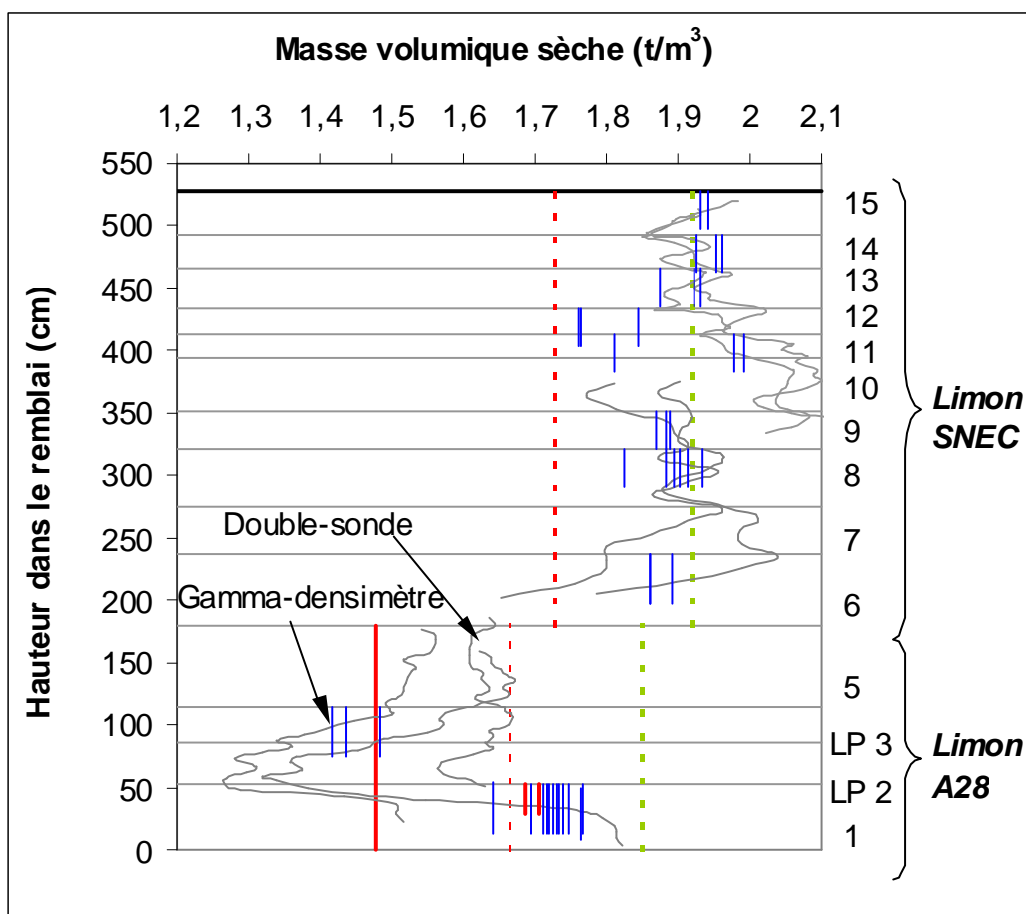 Masse volumique sèche (t/m³)
1,2 1,3 1,4 1,5 1,6 1,7 1,8 1,9 2 2,1
Hauteur dans le remblai (cm)
550
500
450
400
350
300
250
200
150
100
50
0
15
14
13
12
11
10
9
8
7
6
5
LP 3
LP 2
1
Double-sonde
Gamma-densimètre
Limon
SNEC
Limon
A28